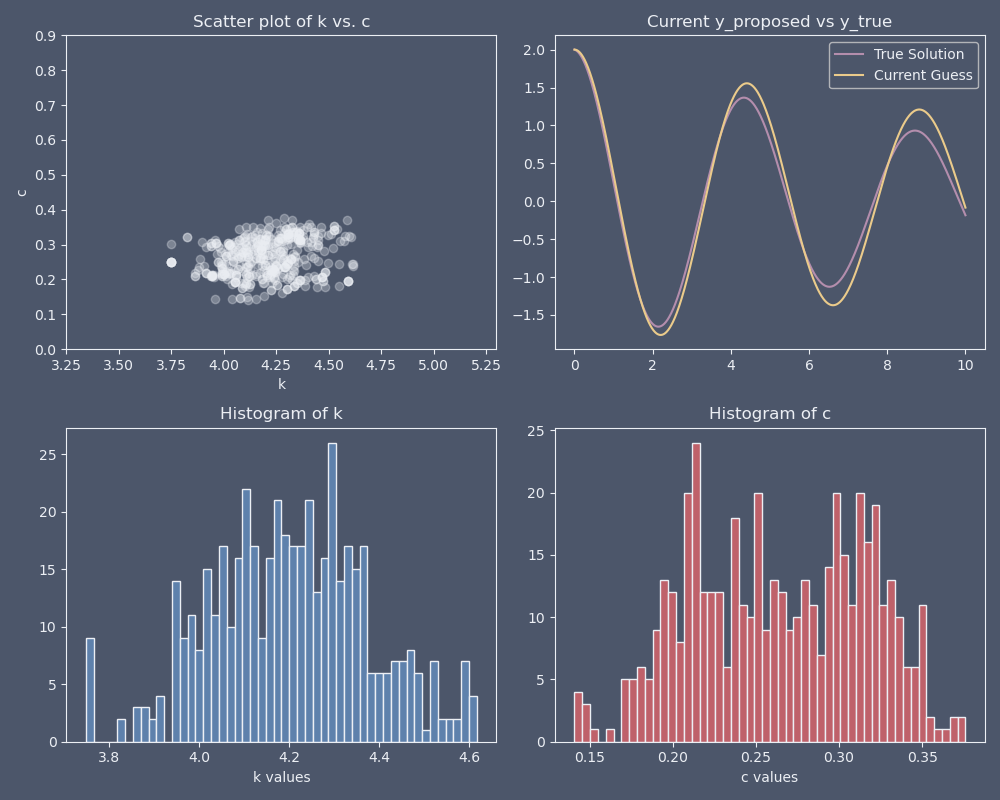 Scatter plot of k vs. c
0.9
0.8
0.7
0.6
0.5
0.4
0.3
0.2
0.1
0.0
c
3.25 3.50 3.75 4.00 4.25 4.50 4.75 5.00 5.25
k
Current y_proposed vs y_true
True Solution
Current Guess
2.0
1.5
1.0
0.5
0.0
−0.5
−1.0
−1.5
0 2 4 6 8 10
Histogram of k
25
20
15
10
5
0
3.8 4.0 4.2 4.4 4.6
k values
Histogram of c
25
20
15
10
5
0
0.15 0.20 0.25 0.30 0.35
c values